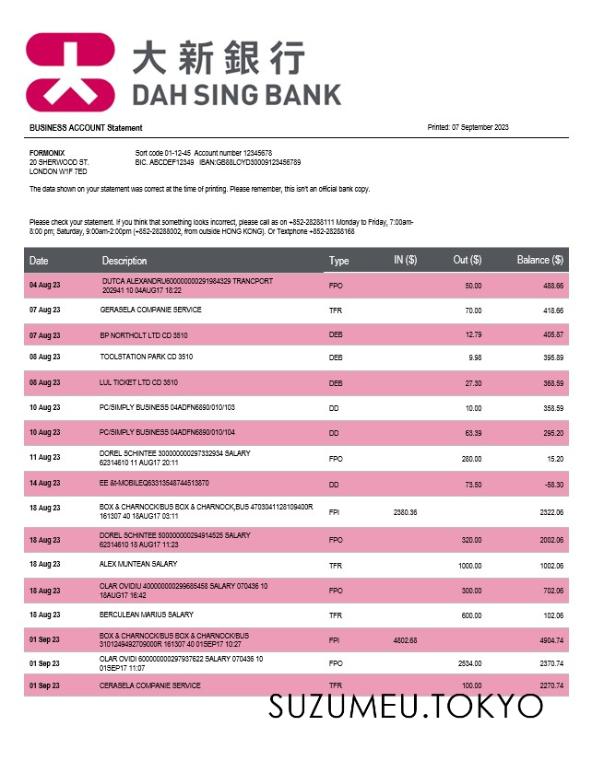 大新銀行
DAH SING BANK
BUSINESS ACCOUNT Statement
Printed: 07 September 2023
FORMONIX
Sort code 01-12-45 Account number 12345678
20 SHERWOOD ST.
BIC. ABCDEF12349 IBAN:GB88LOYD30009123456789
LONDON W1F 7ED
The data shown on your statement was correct at the time of printing. Please remember, this isn't an official bank copy.
Please check your statement. If you think that something looks incorrect, please call as on +852-28288111 Monday to Friday, 7:00am-
8:00 pm; Saturday, 9:00am-2:00pm (+852-28288002, from outside HONG KONG). Or Textphone +852-28288168
Date Description Type IN ($) Out ($) Balance ($)
04 Aug 23 DUTCA ALEXANDRU600000000291984329 TRANCPORT FPO 50.00 488.66
202941 10 04AUG17 18:22
07 Aug 23 GERASELA COMPANIE SERVICE TFR 70.00 418.66
07 Aug 23 BP NORTHOLT LTD CD 3510 DEB 12.79 405.87
08 Aug 23 TOOLSTATION PARK CD 3510 DEB 9.98 395.89
08 Aug 23 LUL TICKET LTD CD 3510 DEB 27.30 368.59
10 Aug 23 PC/SIMPLY BUSINESS 04ADFN6890/010/103 DD 10.00 358.59
10 Aug 23 PC/SIMPLY BUSINESS 04ADFN6890/010/104 DD 63.39 295.20
11 Aug 23 DOREL SCHINTEE 300000000297332934 SALARY FPO 280.00 15.20
62314610 11 AUG17 20:11
14 Aug 23 EE &t-MOBILEQ63313548744513870 DD 73.50 -58.30
18 Aug 23 BOX & CHARNOCK/BUS BOX & CHARNOCK,BUS 4703041128109400R FPI 2380.36 2322.06
161307 40 18AUG17 03:11
18 Aug 23 DOREL SCHINTEE 500000000294914525 SALARY FPO 320.00 2002.06
62314610 18 AUG17 11:23
18 Aug 23 ALEX MUNTEAN SALARY TFR 1000.00 1002.06
18 Aug 23 OLAR OVIDIU 400000000299685458 SALARY 070436 10 FPO 300.00 702.06
18AUG17 16:42
18 Aug 23 BERCULEAN MARIUS SALARY TFR 600.00 102.06
01 Sep 23 BOX & CHARNOCK/BUS BOX & CHARNOCK/BUS FPI 4802.68 4904.74
3101249492709000R 161307 40 01SEP17 10:27
01 Sep 23 OLAR OVIDI 600000000297937622 SALARY 070436 10 FPO 2534.00 2370.74
01SEP17 11:07
01 Sep 23 CERASELA COMPANIE SERVICE TFR 100.00 2270.74
SUZUMEU.TOKYO